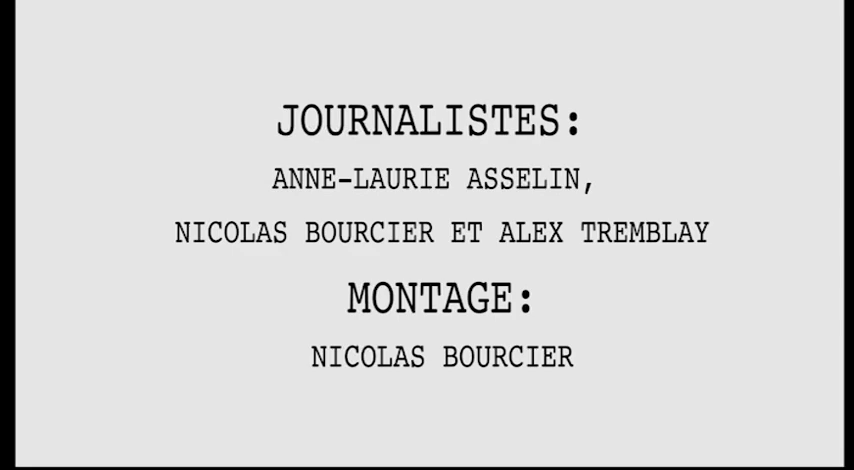 JOURNALISTES:
ANNE-LAURIE ASSELIN,
NICOLAS BOURCIER ET ALEX TREMBLAY
MONTAGE:
NICOLAS BOURCIER